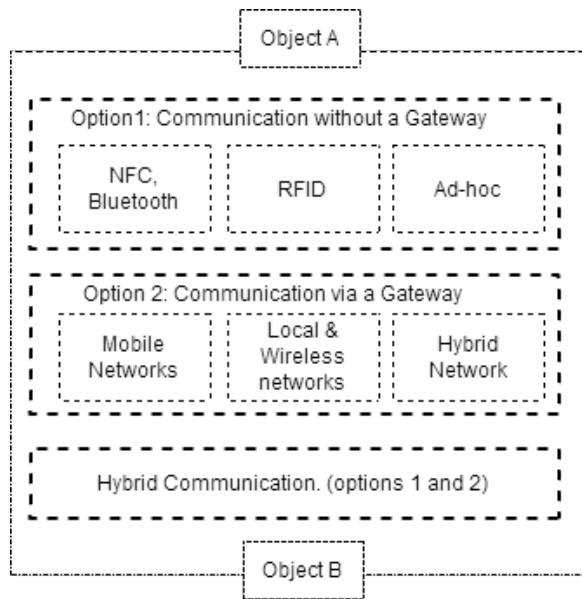 Object A
Option1: Communication without a Gateway
NFC,
Bluetooth
RFID
Ad-hoc
Option 2: Communication via a Gateway
Mobile
Networks
Local &
Wireless
networks
Hybrid
Network
Hybrid Communication. (options 1 and 2)
Object B